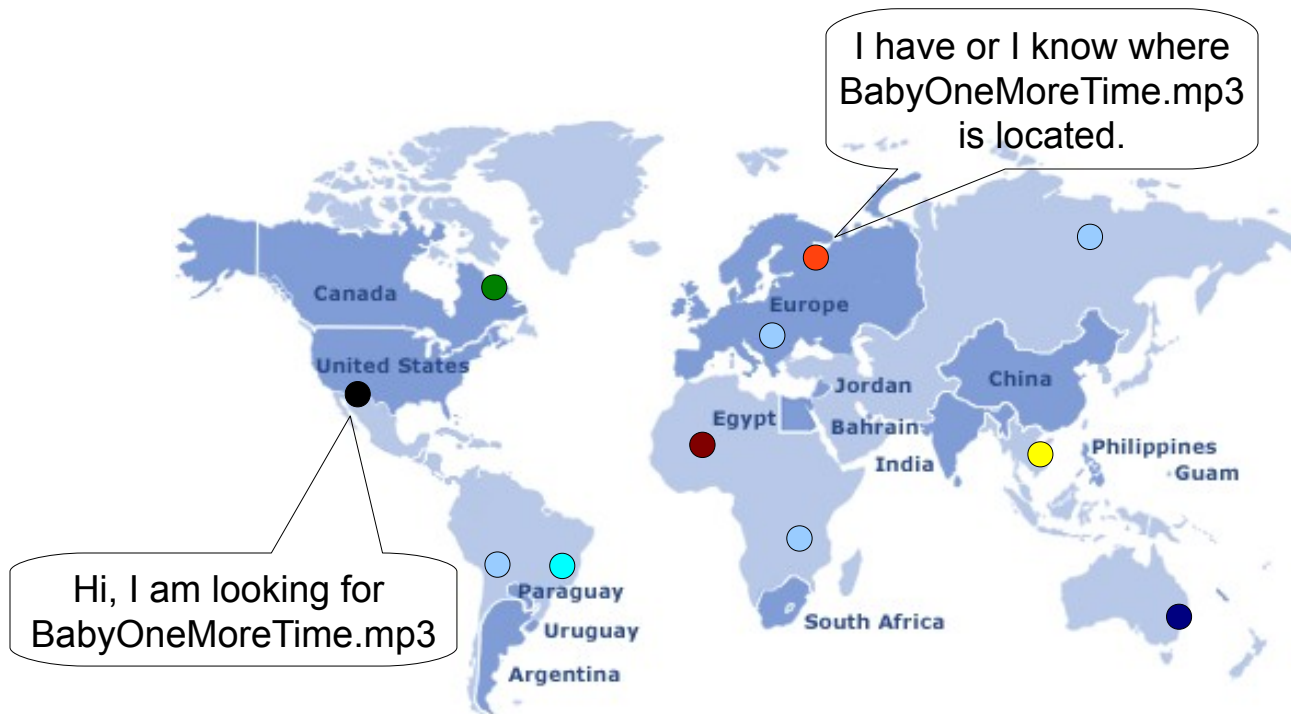 I have or I know where
BabyOneMoreTime.mp3
is located.
Canada
Europe
United States
Jordan
China
Egypt
Bahrain
Philippines
India
Guam
Hi, I am looking for
BabyOneMoreTime.mp3
Paraguay
South Africa
Uruguay
Argentina